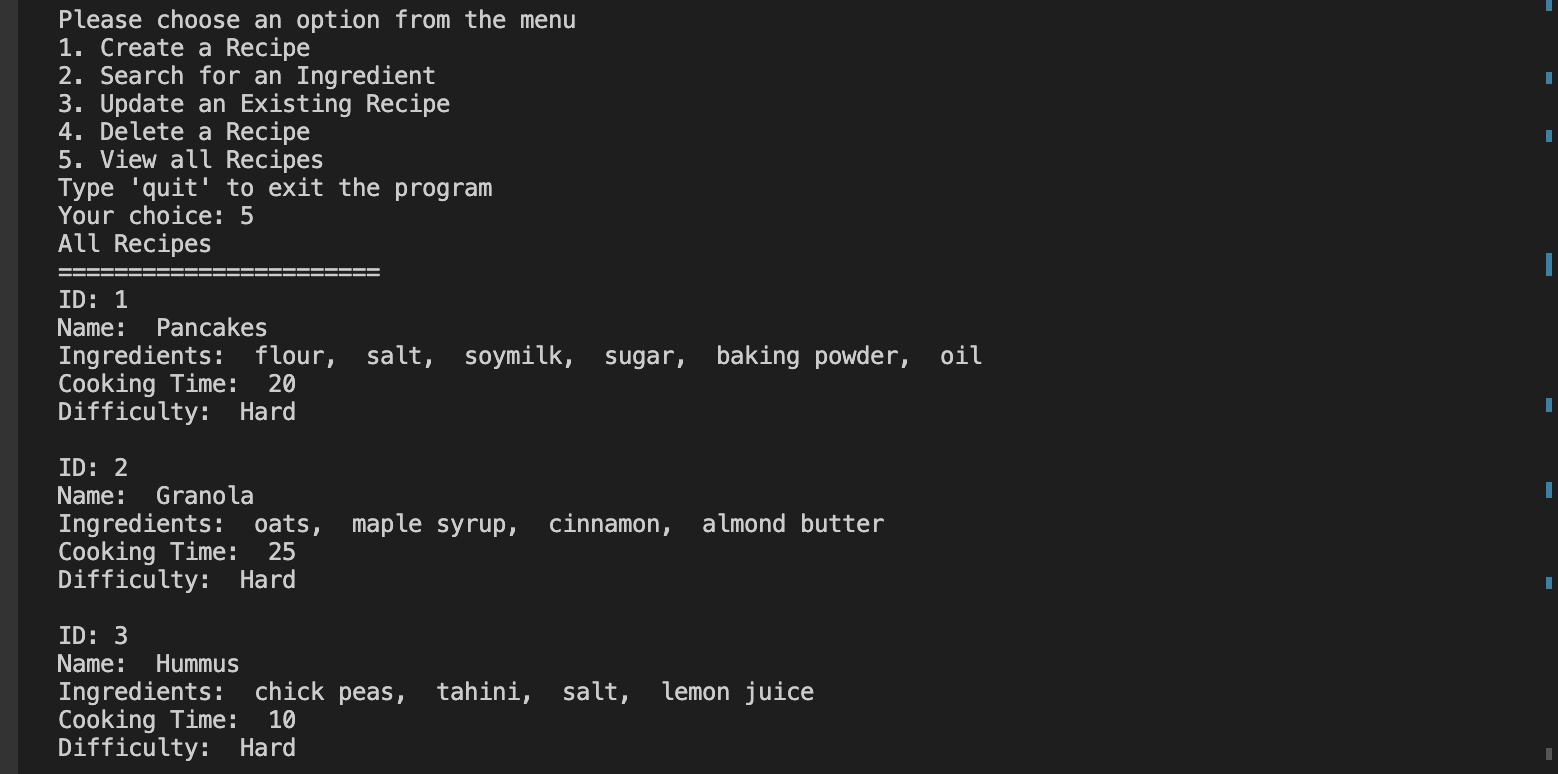 Please choose an option from the menu
1. Create a Recipe
2. Search for an Ingredient
3. Update an Existing Recipe
4. Delete a Recipe
5. View all Recipes
Type 'quit' to exit the program
Your choice: 5
All Recipes
=======================
ID: 1
Name:  Pancakes
Ingredients:  flour,  salt,  soymilk,  sugar,  baking powder,  oil
Cooking Time:  20
Difficulty:  Hard

ID: 2
Name:  Granola
Ingredients:  oats,  maple syrup,  cinnamon,  almond butter
Cooking Time:  25
Difficulty:  Hard

ID: 3
Name:  Hummus
Ingredients:  chick peas,  tahini,  salt,  lemon juice
Cooking Time:  10
Difficulty:  Hard